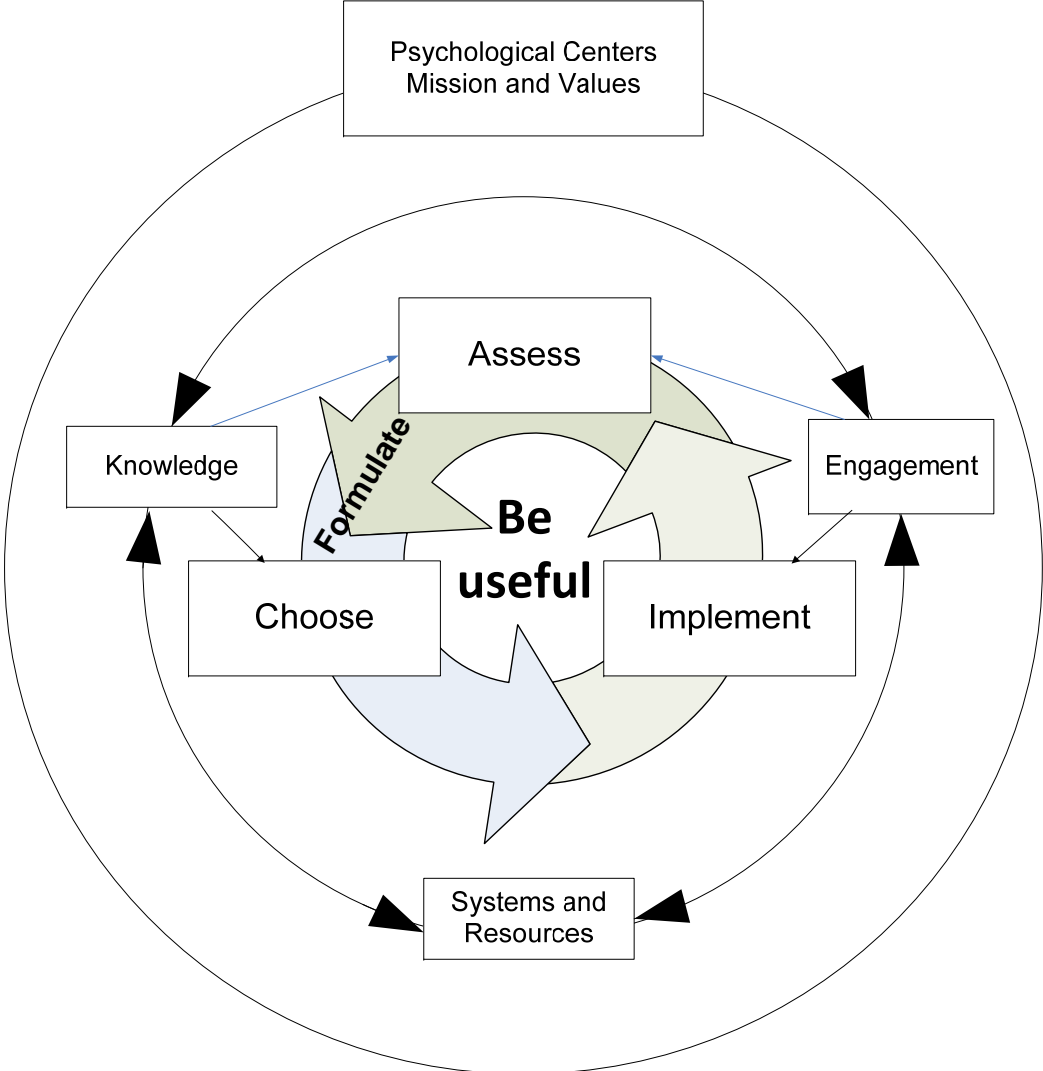 Psychological Centers
Mission and Values
Assess
Formulate
Knowledge
Engagement
Be
useful
Choose
Implement
Systems and
Resources